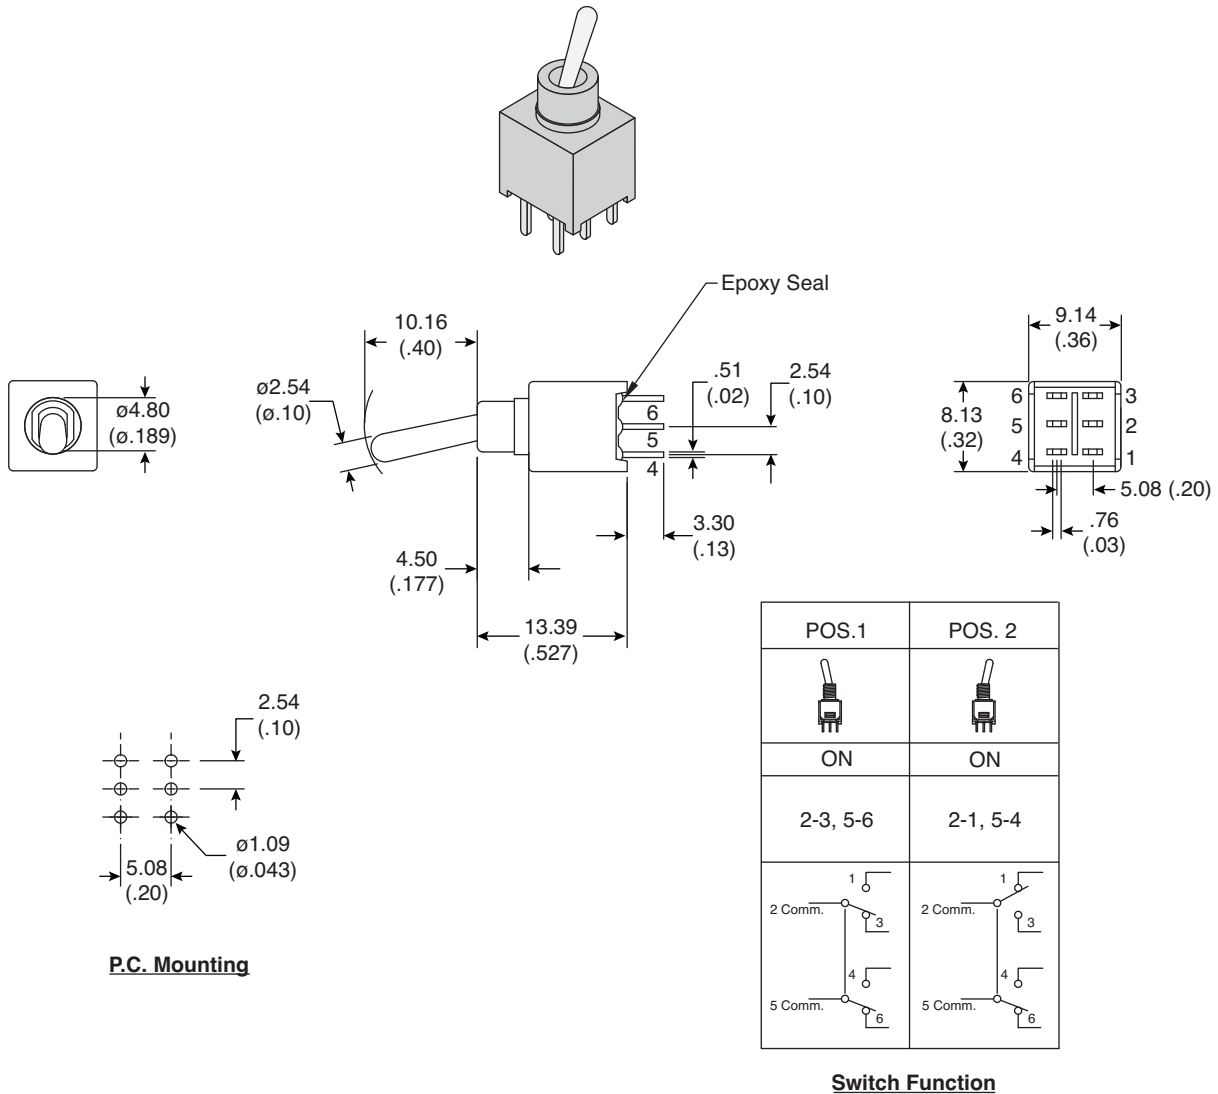 Epoxy Seal
10.16
(.40)
ø2.54
(ø.10)
.51
(.02)
2.54
(.10)
6
5
4
3.30
(.13)
4.50
(.177)
13.39
(.527)
ø4.80
(ø.189)
9.14
(.36)
8.13
(.32)
6 3
5 2
4 1
5.08 (.20)
.76
(.03)
2.54
(.10)
ø1.09
(ø.043)
5.08
(.20)
P.C. Mounting
POS.1 POS. 2
ON ON
2-3, 5-6 2-1, 5-4
1 1
2 Comm. 2 Comm.
3 3
4 4
5 Comm. 5 Comm.
6 6
Switch Function